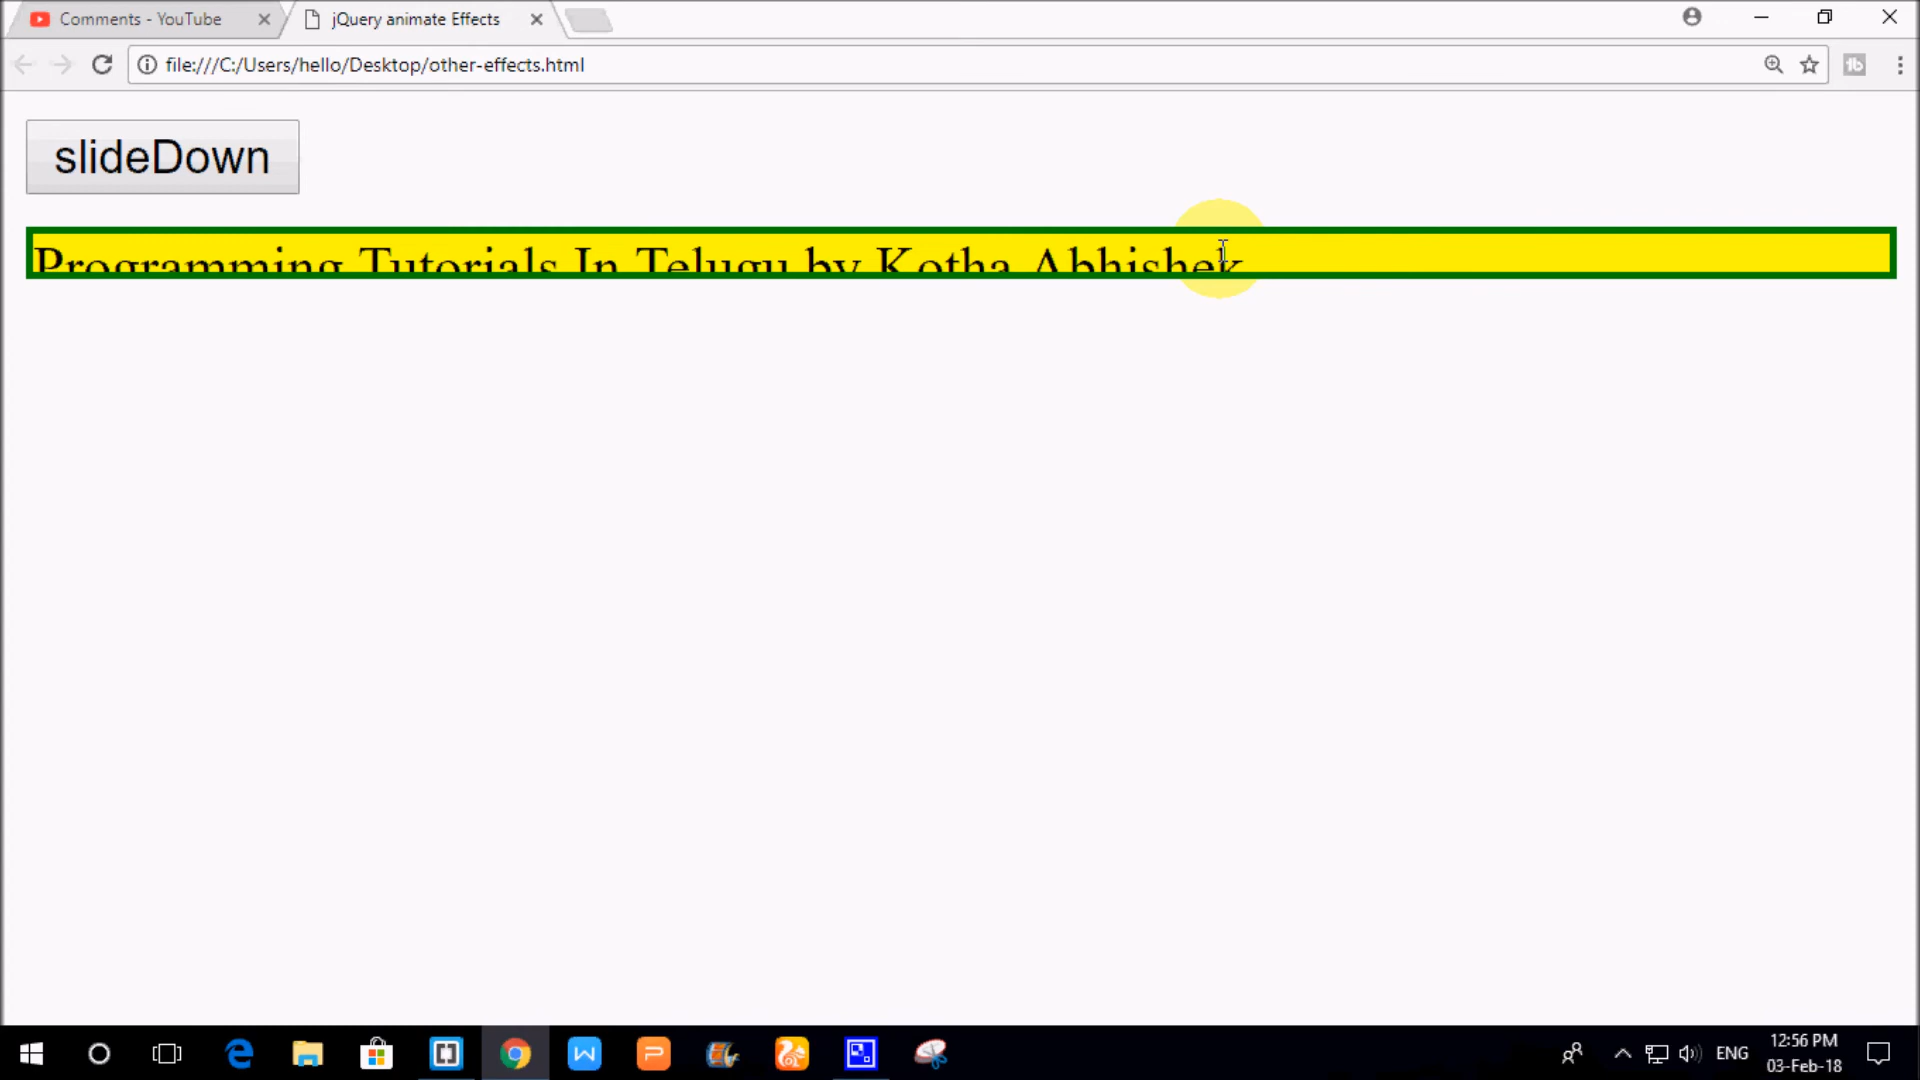 Comments - YouTube
jQuery animate Effects
file:///C:/Users/hello/Desktop/other-effects.html
slideDown
Programming Tutorials In Telugu by Kotha Abhishek
ENG
12:56 PM
03-Feb-18